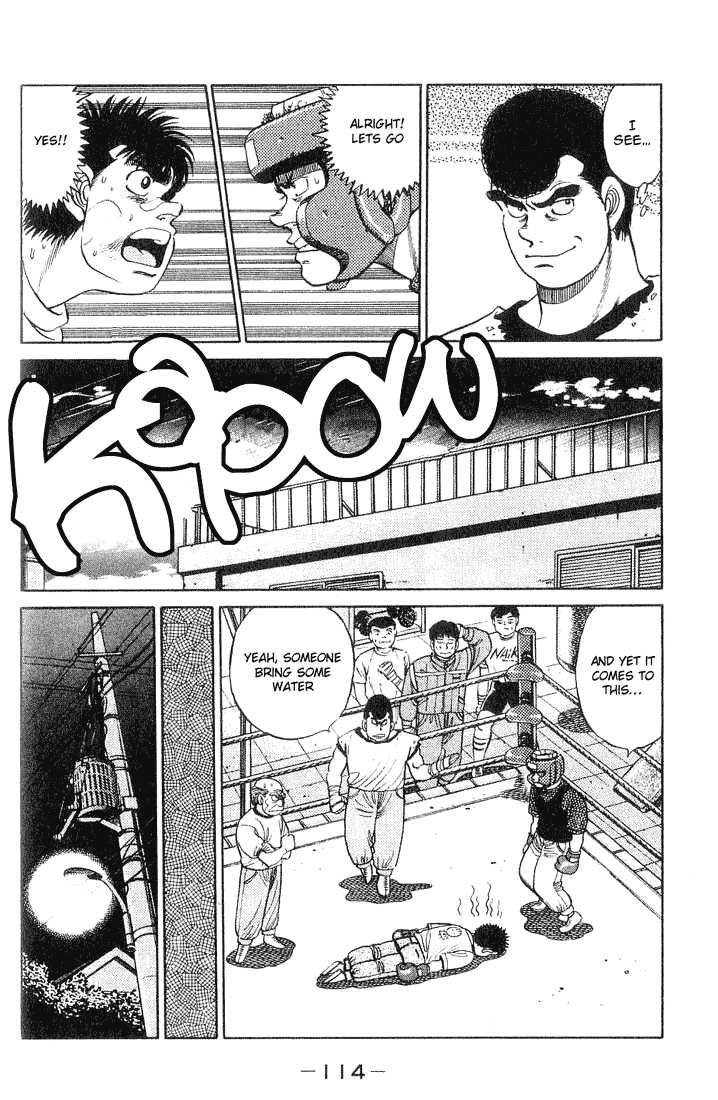 I
SEE...
ALRIGHT!
LETS GO
YES!!
KAPOW
AND YET IT
COMES TO
THIS...
YEAH, SOMEONE
BRING SOME
WATER
NAIK
-114-